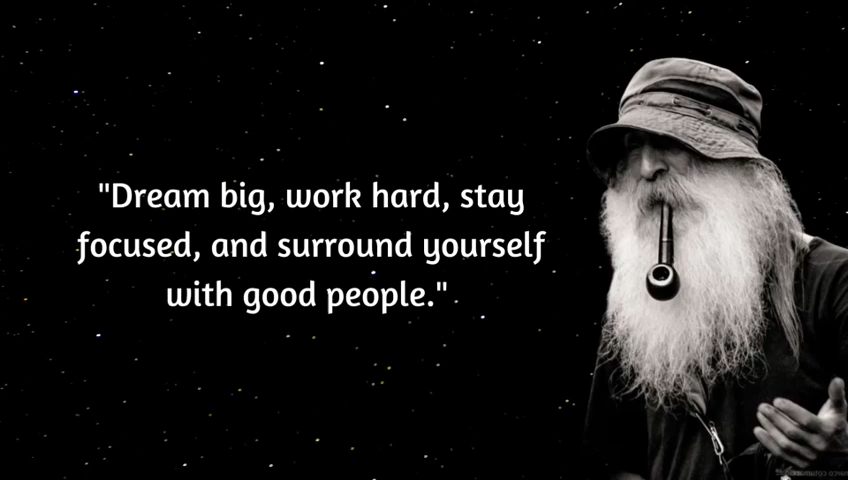 "Dream big, work hard, stay
focused, and surround yourself
with good people."